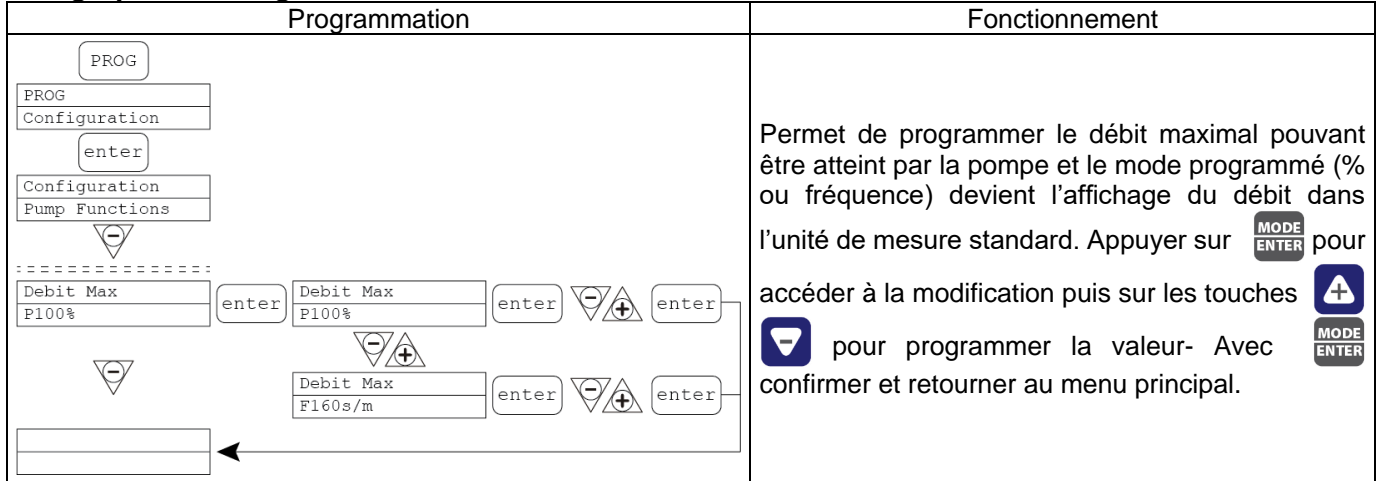 Programmation
Fonctionnement
PROG
PROG
Configuration
enter
Configuration
Pump Functions
Debit Max
P100%
enter
Debit Max
P100%
enter
enter
Debit Max
F160s/m
enter
enter
Permet de programmer le débit maximal pouvant
être atteint par la pompe et le mode programmé (%
ou fréquence) devient l’affichage du débit dans
l’unité de mesure standard. Appuyer sur MODE ENTER pour
accéder à la modification puis sur les touches
pour programmer la valeur- Avec MODE ENTER
confirmer et retourner au menu principal.